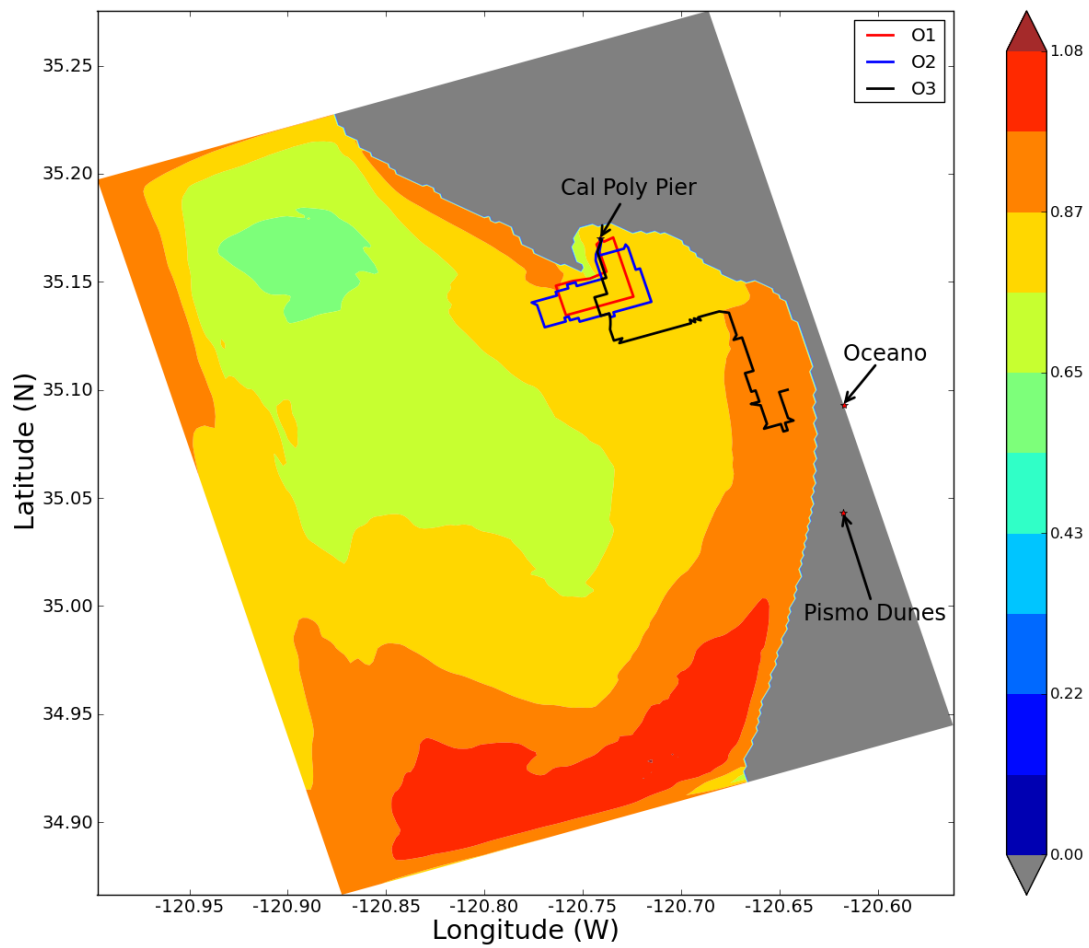 O1
O2
O3
Cal Poly Pier
Oceano
Pismo Dunes
35.25
35.20
35.15
35.10
35.05
35.00
34.95
34.90
Latitude (N)
-120.95
-120.90
-120.85
-120.80
-120.75
-120.70
-120.65
-120.60
Longitude (W)
1.08
0.87
0.65
0.43
0.22
0.00